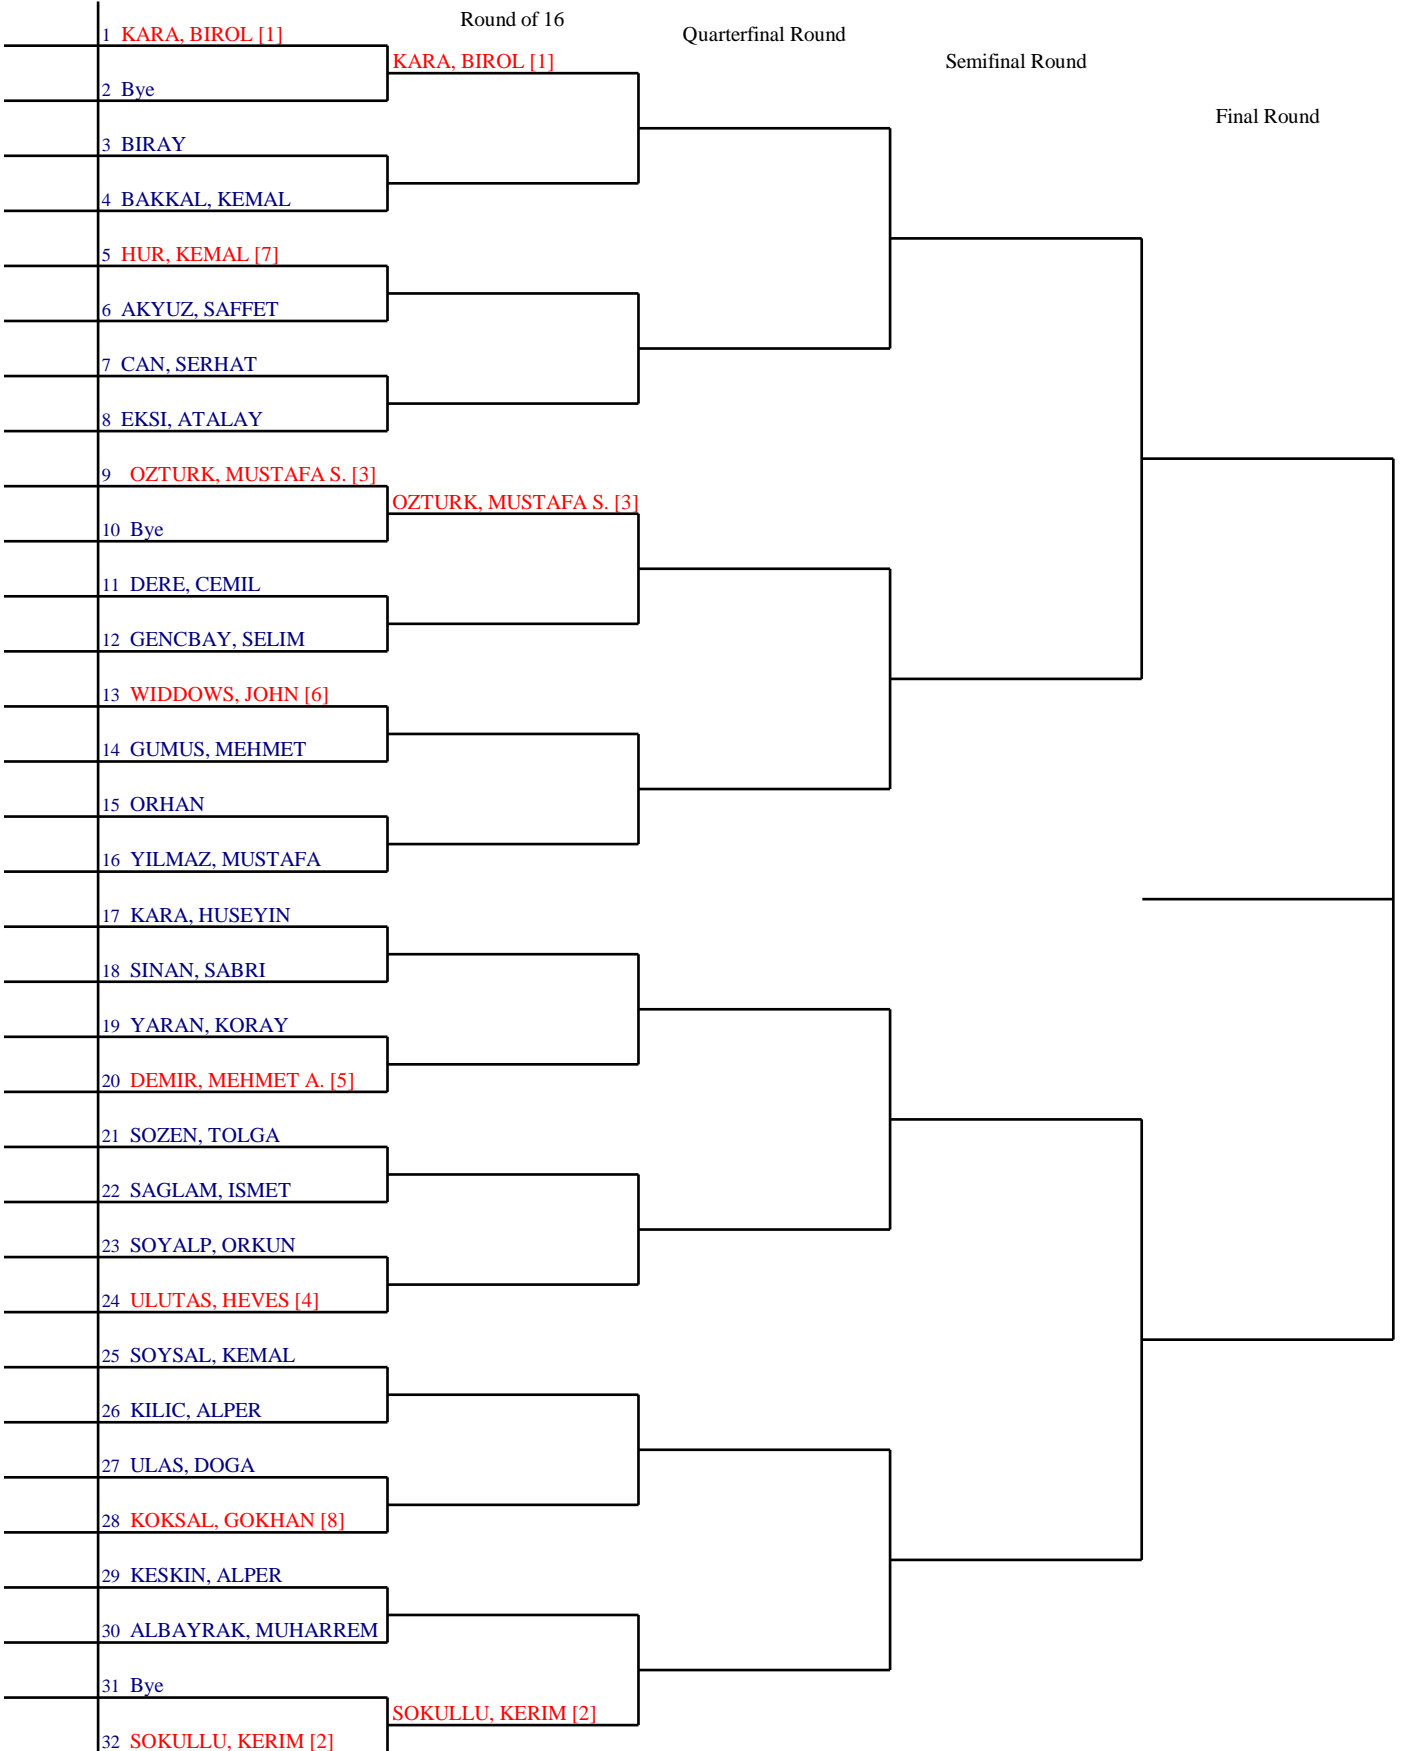 Round of 16
Quarterfinal Round
Semifinal Round
Final Round
1 KARA, BIROL [1]
KARA, BIROL [1]
2 Bye
3 BIRAY
4 BAKKAL, KEMAL
5 HUR, KEMAL [7]
6 AKYUZ, SAFFET
7 CAN, SERHAT
8 EKSI, ATALAY
9 OZTURK, MUSTAFA S. [3]
OZTURK, MUSTAFA S. [3]
10 Bye
11 DERE, CEMIL
12 GENCBAY, SELIM
13 WIDDOWS, JOHN [6]
14 GUMUS, MEHMET
15 ORHAN
16 YILMAZ, MUSTAFA
17 KARA, HUSEYIN
18 SINAN, SABRI
19 YARAN, KORAY
20 DEMIR, MEHMET A. [5]
21 SOZEN, TOLGA
22 SAGLAM, ISMET
23 SOYALP, ORKUN
24 ULUTAS, HEVES [4]
25 SOYSAL, KEMAL
26 KILIC, ALPER
27 ULAS, DOGA
28 KOKSAL, GOKHAN [8]
29 KESKIN, ALPER
30 ALBAYRAK, MUHARREM
31 Bye
SOKULLU, KERIM [2]
32 SOKULLU, KERIM [2]